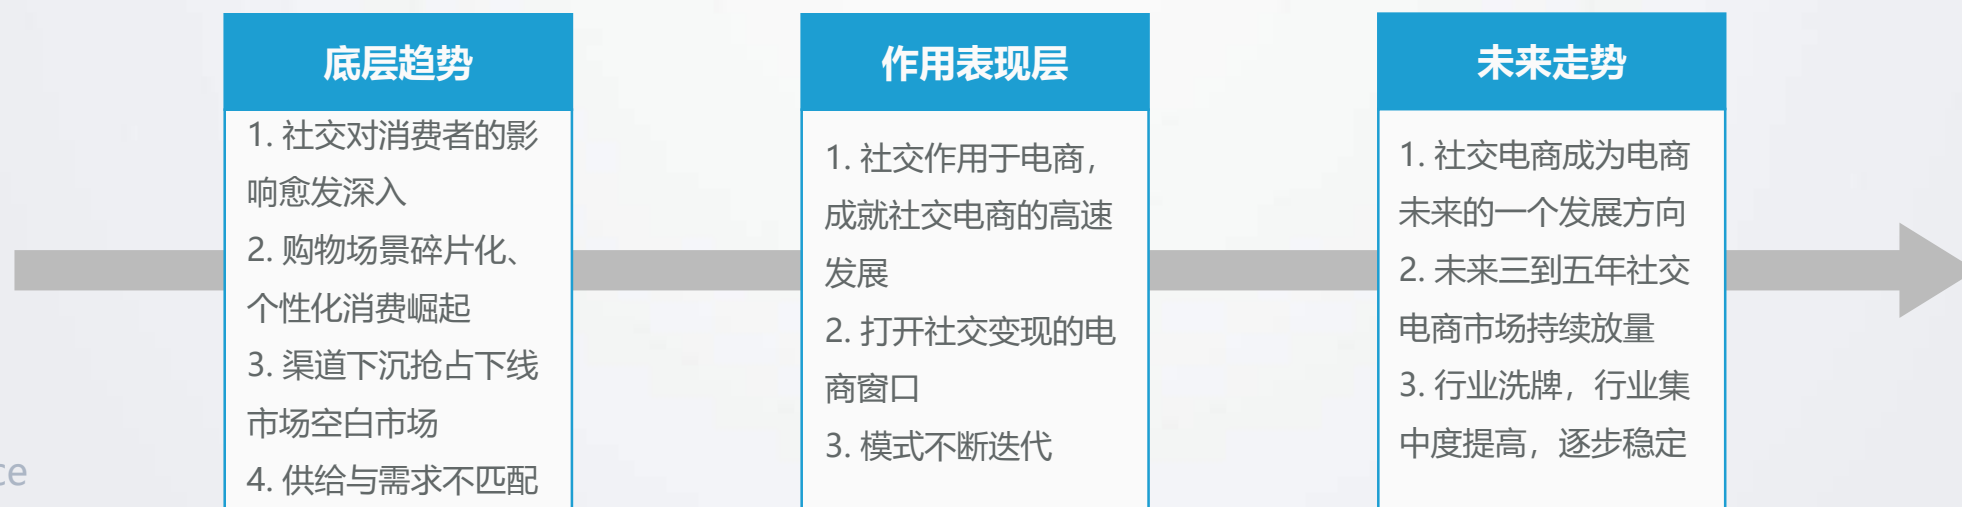 底层趋势
1. 社交对消费者的影
响愈发深入
2. 购物场景碎片化、
个性化消费崛起
3. 渠道下沉抢占下线
市场空白市场
4. 供给与需求不匹配
作用表现层
1. 社交作用于电商，
成就社交电商的高速
发展
2. 打开社交变现的电
商窗口
3. 模式不断迭代
未来走势
1. 社交电商成为电商
未来的一个发展方向
2. 未来三到五年社交
电商市场持续放量
3. 行业洗牌，行业集
中度提高，逐步稳定